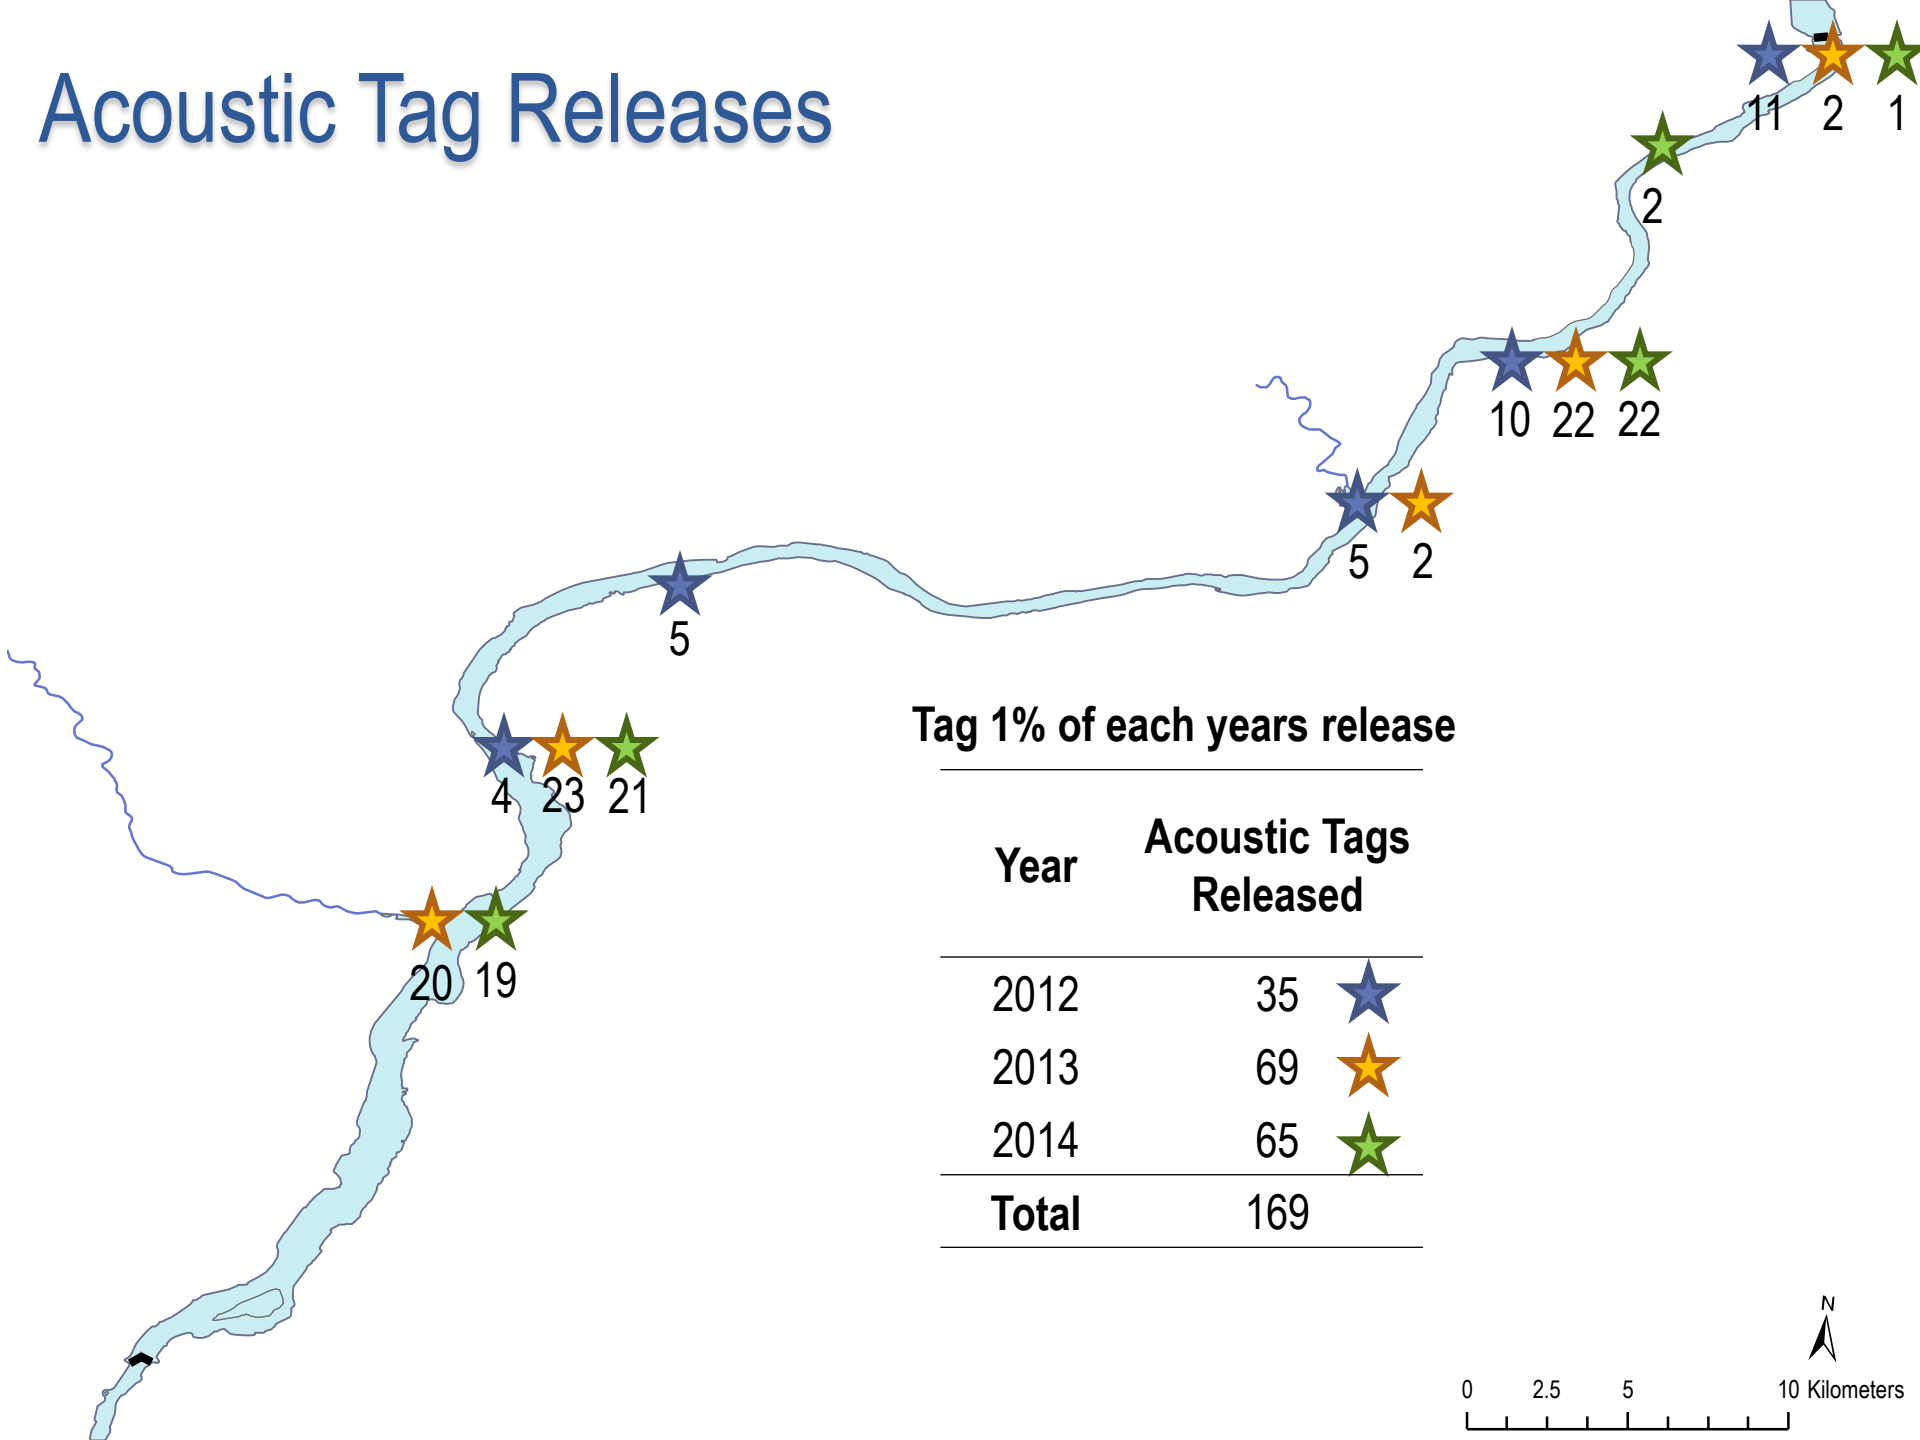 Acoustic Tag Releases
11 2 1
2
10 22 22
5 2
5
4 23 21
20 19
Tag 1% of each years release
Year Acoustic Tags
Released
2012 35
2013 69
2014 65
Total 169
N
0 2.5 5 10 Kilometers